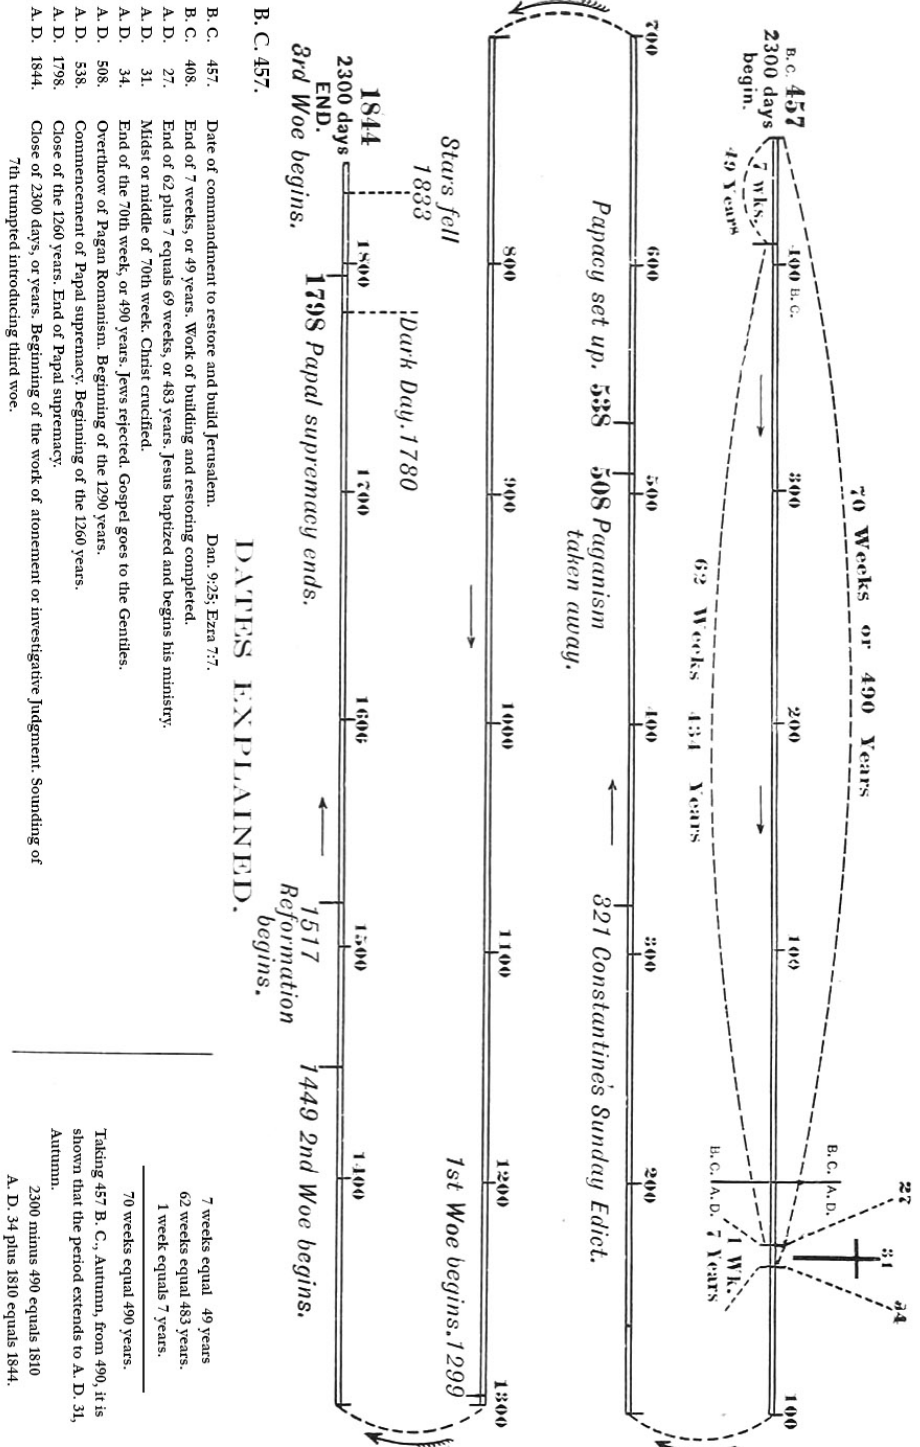 70 Weeks or 490 Years
27 31 34
B. C. 457
2300 days
begin.
400 B. C. 300 200 100 B. C. A. D. 100
7 Wks.
49 Years
62 Weeks 434 Years
B. C. A. D.
1 Wk.
7 Years
700 600 500 400 300 200
Papacy set up. 538 508 Paganism
taken away.
321 Constantine's Sunday Edict.
800 900 1000 1100 1200 1300
1st Woe begins. 1299
Stars fell
1833
Dark Day. 1780
1844
2300 days
END.
1800 1700 1606 1500 1400
3rd Woe begins.
1798 Papal supremacy ends.
1517
Reformation
begins.
1449 2nd Woe begins.
B. C. 457.
DATES EXPLAINED.
B. C. 457. Date of commandment to restore and build Jerusalem. Dan. 9:25; Ezra 7:7.
B. C. 408. End of 7 weeks, or 49 years. Work of building and restoring completed.
A. D. 27. End of 62 plus 7 equals 69 weeks, or 483 years. Jesus baptized and begins his ministry.
A. D. 31. Midst or middle of 70th week. Christ crucified.
A. D. 34. End of the 70th week, or 490 years. Jews rejected. Gospel goes to the Gentiles.
A. D. 508. Overthrow of Pagan Romanism. Beginning of the 1290 years.
A. D. 538. Commencement of Papal supremacy. Beginning of the 1260 years.
A. D. 1798. Close of the 1260 years. End of Papal supremacy.
A. D. 1844. Close of 2300 days, or years. Beginning of the work of atonement or investigative Judgment. Sounding of
7th trumpted introducing third woe.
7 weeks equal 49 years
62 weeks equal 483 years.
1 week equals 7 years.
70 weeks equal 490 years.
Taking 457 B. C., Autumn, from 490, it is
shown that the period extends to A. D. 31,
Autumn.
2300 minus 490 equals 1810
A. D. 34 plus 1810 equals 1844.